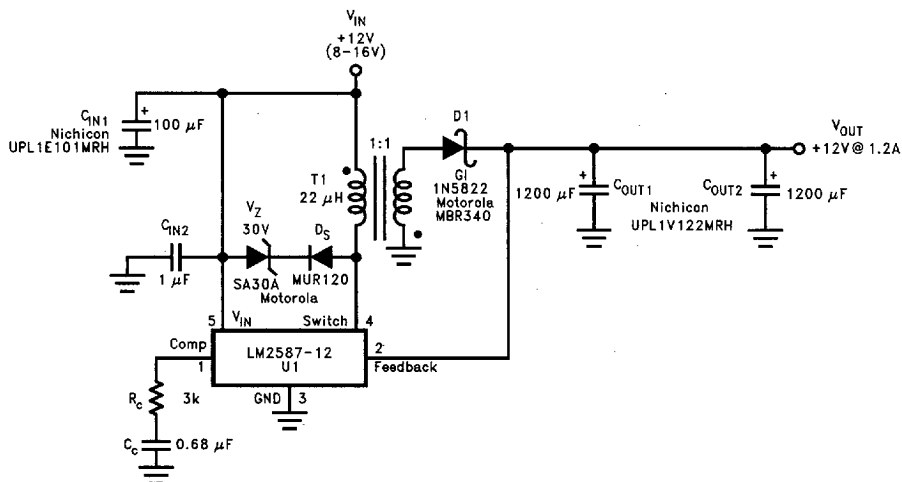 V_IN
+12V
(8-16V)
C_IN1
Nichicon
UPL1E101MRH
+
100 μF
T1
22 μH
1:1
D1
GI
1N5822
Motorola
MBR340
V_OUT
+12V @ 1.2A
+
1200 μF
C_OUT1
Nichicon
UPL1V122MRH
C_OUT2
+
1200 μF
C_IN2
1 μF
V_Z
30V
SA30A
D_S
MUR120
Motorola
5
V_IN
Switch
4
Comp
1
LM2587-12
U1
2
Feedback
GND
3
R_c
3k
C_c
0.68 μF